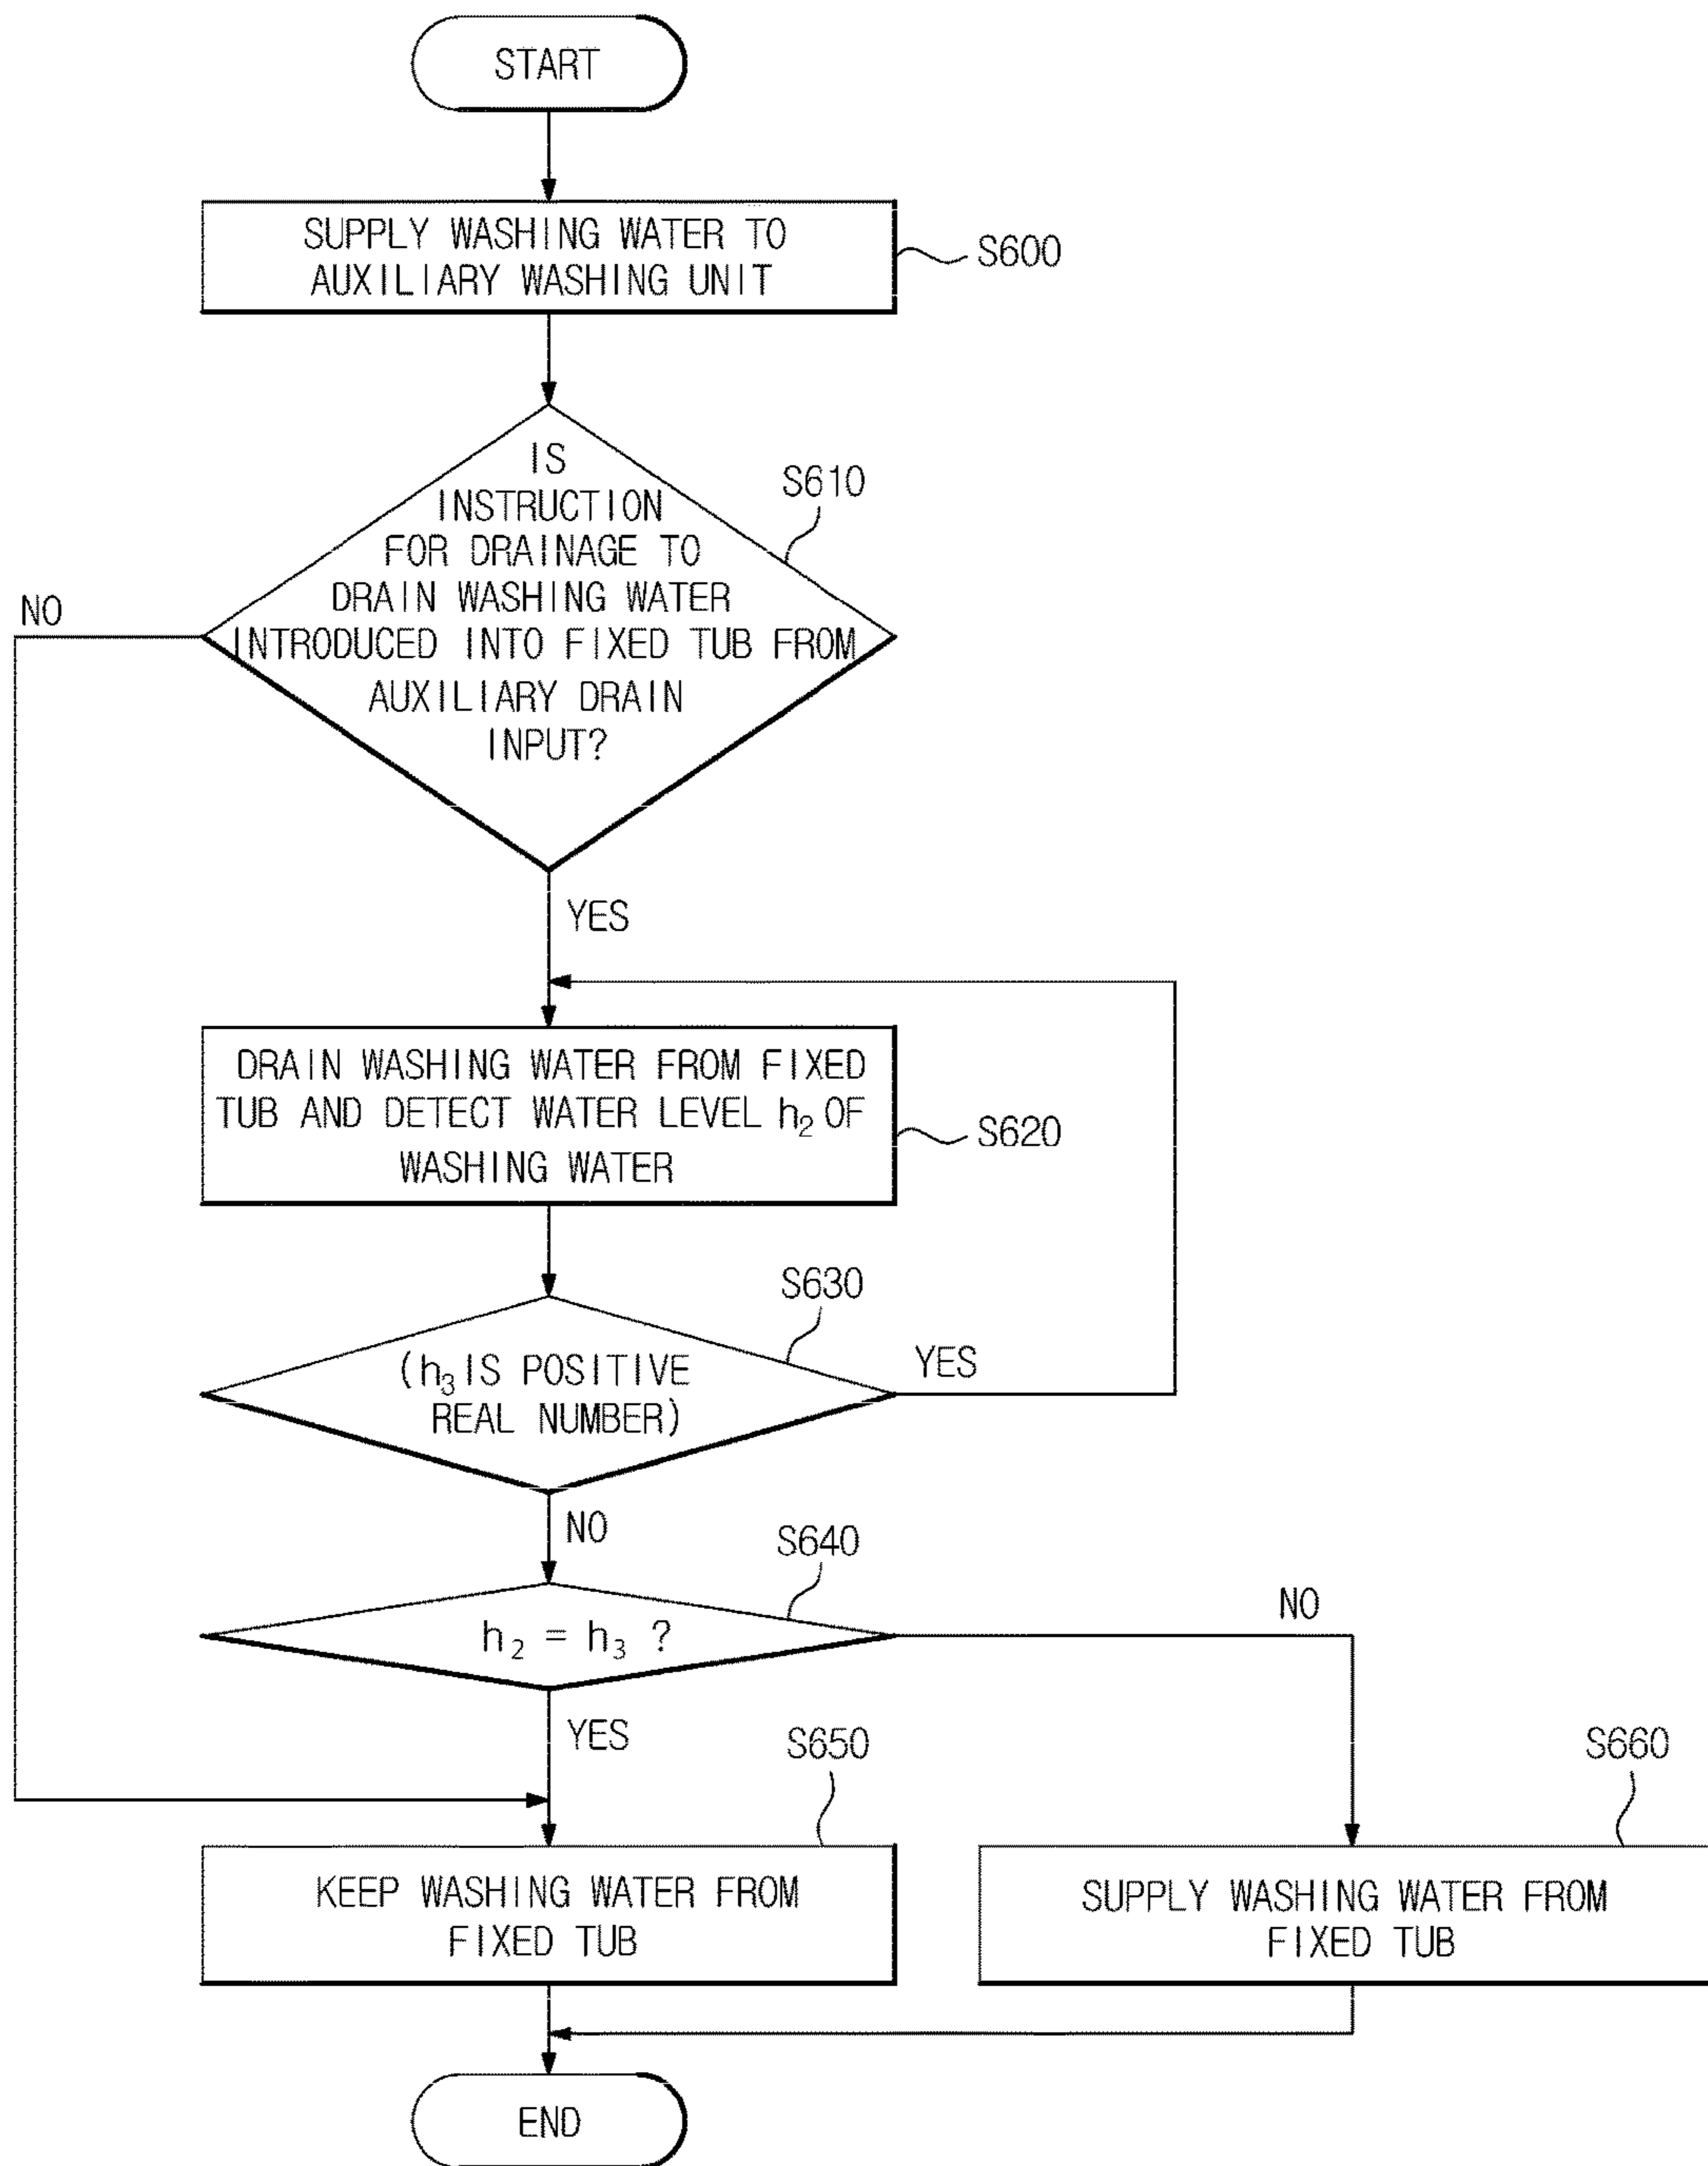 START
SUPPLY WASHING WATER TO
AUXILIARY WASHING UNIT
S600
IS
INSTRUCTION
FOR DRAINAGE TO
DRAIN WASHING WATER
INTRODUCED INTO FIXED TUB FROM
AUXILIARY DRAIN
INPUT?
S610
NO
YES
DRAIN WASHING WATER FROM FIXED
TUB AND DETECT WATER LEVEL h₂ OF
WASHING WATER
S620
S630
(h₃ IS POSITIVE
REAL NUMBER)
YES
NO
S640
h₂ = h₃ ?
NO
YES
S650
S660
KEEP WASHING WATER FROM
FIXED TUB
SUPPLY WASHING WATER FROM
FIXED TUB
END